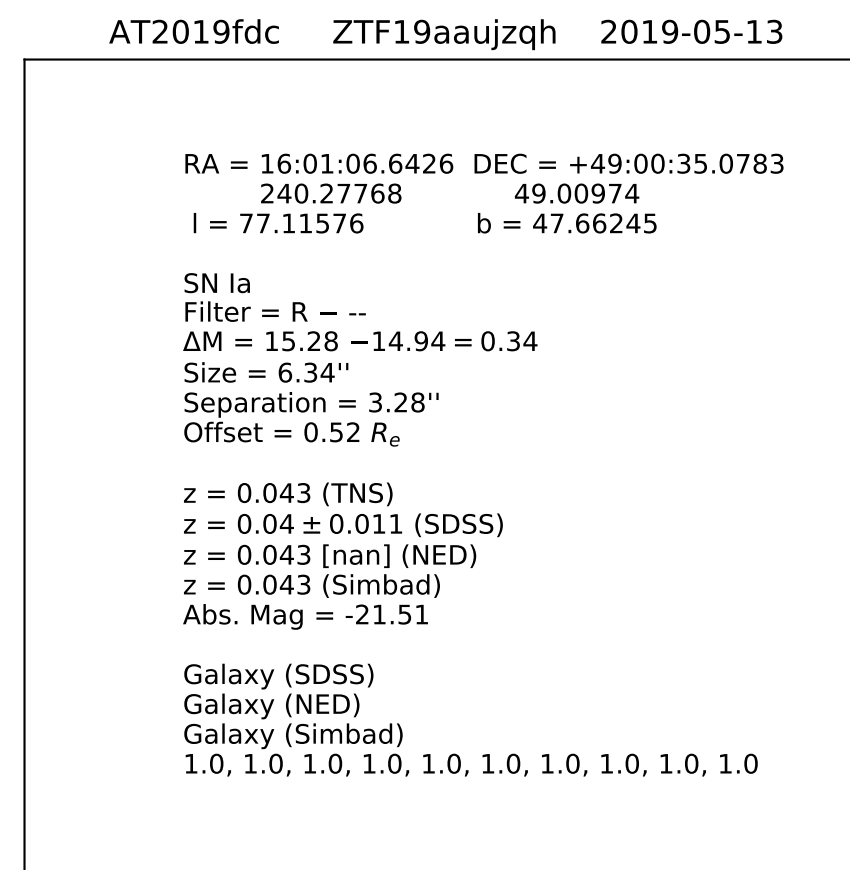 AT2019fdc ZTF19aaujzqh 2019-05-13
RA = 16:01:06.6426 DEC = +49:00:35.0783
240.27768 49.00974
l = 77.11576 b = 47.66245
SN Ia
Filter = R − --
ΔM = 15.28 −14.94 = 0.34
Size = 6.34''
Separation = 3.28''
Offset = 0.52 Rₑ
z = 0.043 (TNS)
z = 0.04 ± 0.011 (SDSS)
z = 0.043 [nan] (NED)
z = 0.043 (Simbad)
Abs. Mag = -21.51
Galaxy (SDSS)
Galaxy (NED)
Galaxy (Simbad)
1.0, 1.0, 1.0, 1.0, 1.0, 1.0, 1.0, 1.0, 1.0, 1.0